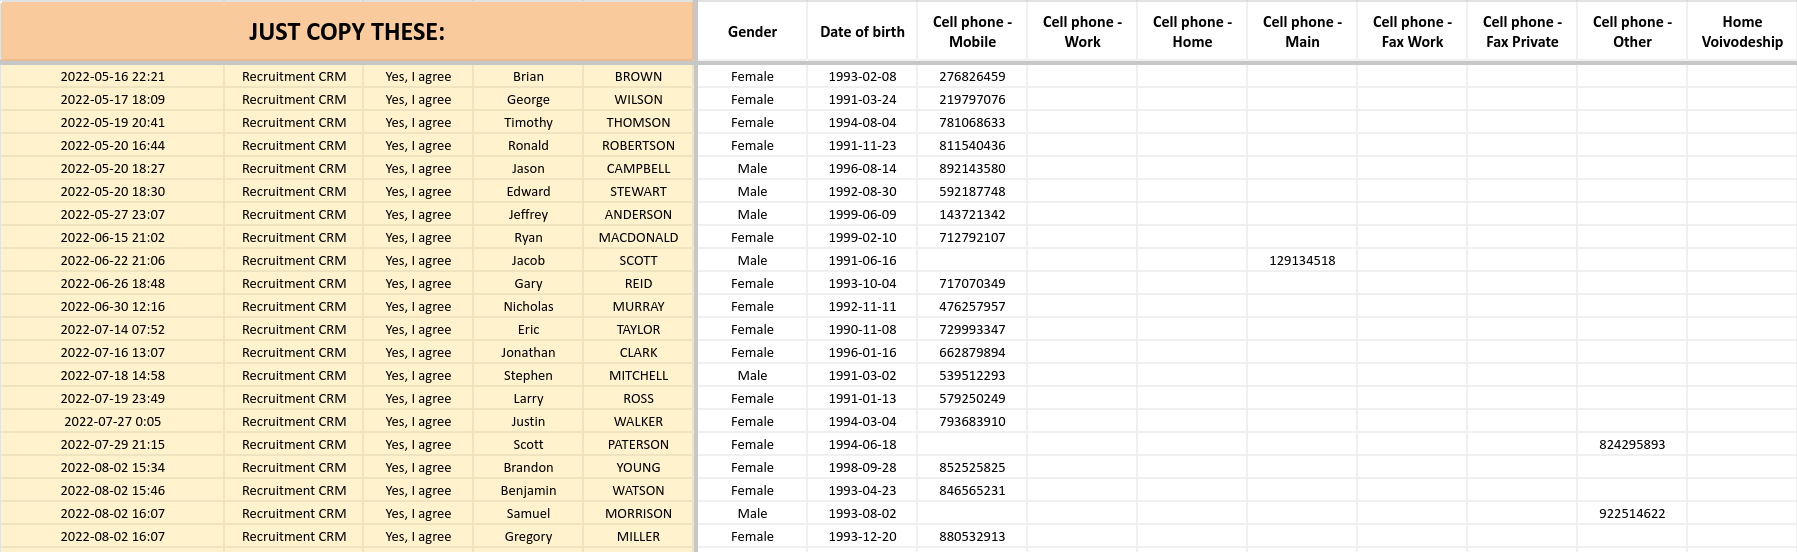 JUST COPY THESE: Gender Date of birth Cell phone - Mobile Cell phone - Work Cell phone - Home Cell phone - Main Cell phone - Fax Work Cell phone - Fax Private Cell phone - Other Home Voivodeship
2022-05-16 22:21 Recruitment CRM Yes, I agree Brian BROWN Female 1993-02-08 276826459
2022-05-17 18:09 Recruitment CRM Yes, I agree George WILSON Female 1991-03-24 219797076
2022-05-19 20:41 Recruitment CRM Yes, I agree Timothy THOMSON Female 1994-08-04 781068633
2022-05-20 16:44 Recruitment CRM Yes, I agree Ronald ROBERTSON Female 1991-11-23 811540436
2022-05-20 18:27 Recruitment CRM Yes, I agree Jason CAMPBELL Male 1996-08-14 892143580
2022-05-20 18:30 Recruitment CRM Yes, I agree Edward STEWART Male 1992-08-30 592187748
2022-05-27 23:07 Recruitment CRM Yes, I agree Jeffrey ANDERSON Male 1999-06-09 143721342
2022-06-15 21:02 Recruitment CRM Yes, I agree Ryan MACDONALD Female 1999-02-10 712792107
2022-06-22 21:06 Recruitment CRM Yes, I agree Jacob SCOTT Male 1991-06-16 129134518
2022-06-26 18:48 Recruitment CRM Yes, I agree Gary REID Female 1993-10-04 717070349
2022-06-30 12:16 Recruitment CRM Yes, I agree Nicholas MURRAY Female 1992-11-11 476257957
2022-07-14 07:52 Recruitment CRM Yes, I agree Eric TAYLOR Female 1990-11-08 729993347
2022-07-16 13:07 Recruitment CRM Yes, I agree Jonathan CLARK Female 1996-01-16 662879894
2022-07-18 14:58 Recruitment CRM Yes, I agree Stephen MITCHELL Male 1991-03-02 539512293
2022-07-19 23:49 Recruitment CRM Yes, I agree Larry ROSS Female 1991-01-13 579250249
2022-07-27 0:05 Recruitment CRM Yes, I agree Justin WALKER Female 1994-03-04 793683910
2022-07-29 21:15 Recruitment CRM Yes, I agree Scott PATERSON Female 1994-06-18 824295893
2022-08-02 15:34 Recruitment CRM Yes, I agree Brandon YOUNG Female 1998-09-28 852525825
2022-08-02 15:46 Recruitment CRM Yes, I agree Benjamin WATSON Female 1993-04-23 846565231
2022-08-02 16:07 Recruitment CRM Yes, I agree Samuel MORRISON Male 1993-08-02 922514622
2022-08-02 16:07 Recruitment CRM Yes, I agree Gregory MILLER Female 1993-12-20 880532913